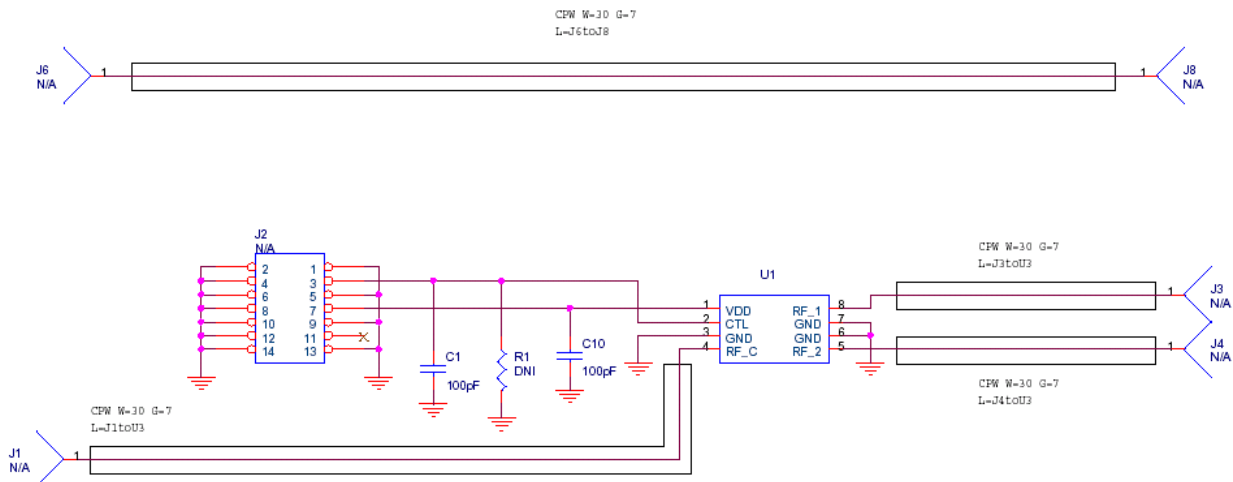 CPW W=30 G=7
L=J6toJ8
J6
N/A
1
1
J8
N/A
J2
N/A
2 1
4 3
6 5
8 7
10 9
12 11
14 13
C1
100pF
R1
DNI
C10
100pF
U1
1 VDD RF_1 8
2 CTL GND 7
3 GND GND 6
4 RF_C RF_2 5
CPW W=30 G=7
L=J3toU3
1
J3
N/A
1
J4
N/A
CPW W=30 G=7
L=J4toU3
CPW W=30 G=7
L=J1toU3
J1
N/A
1